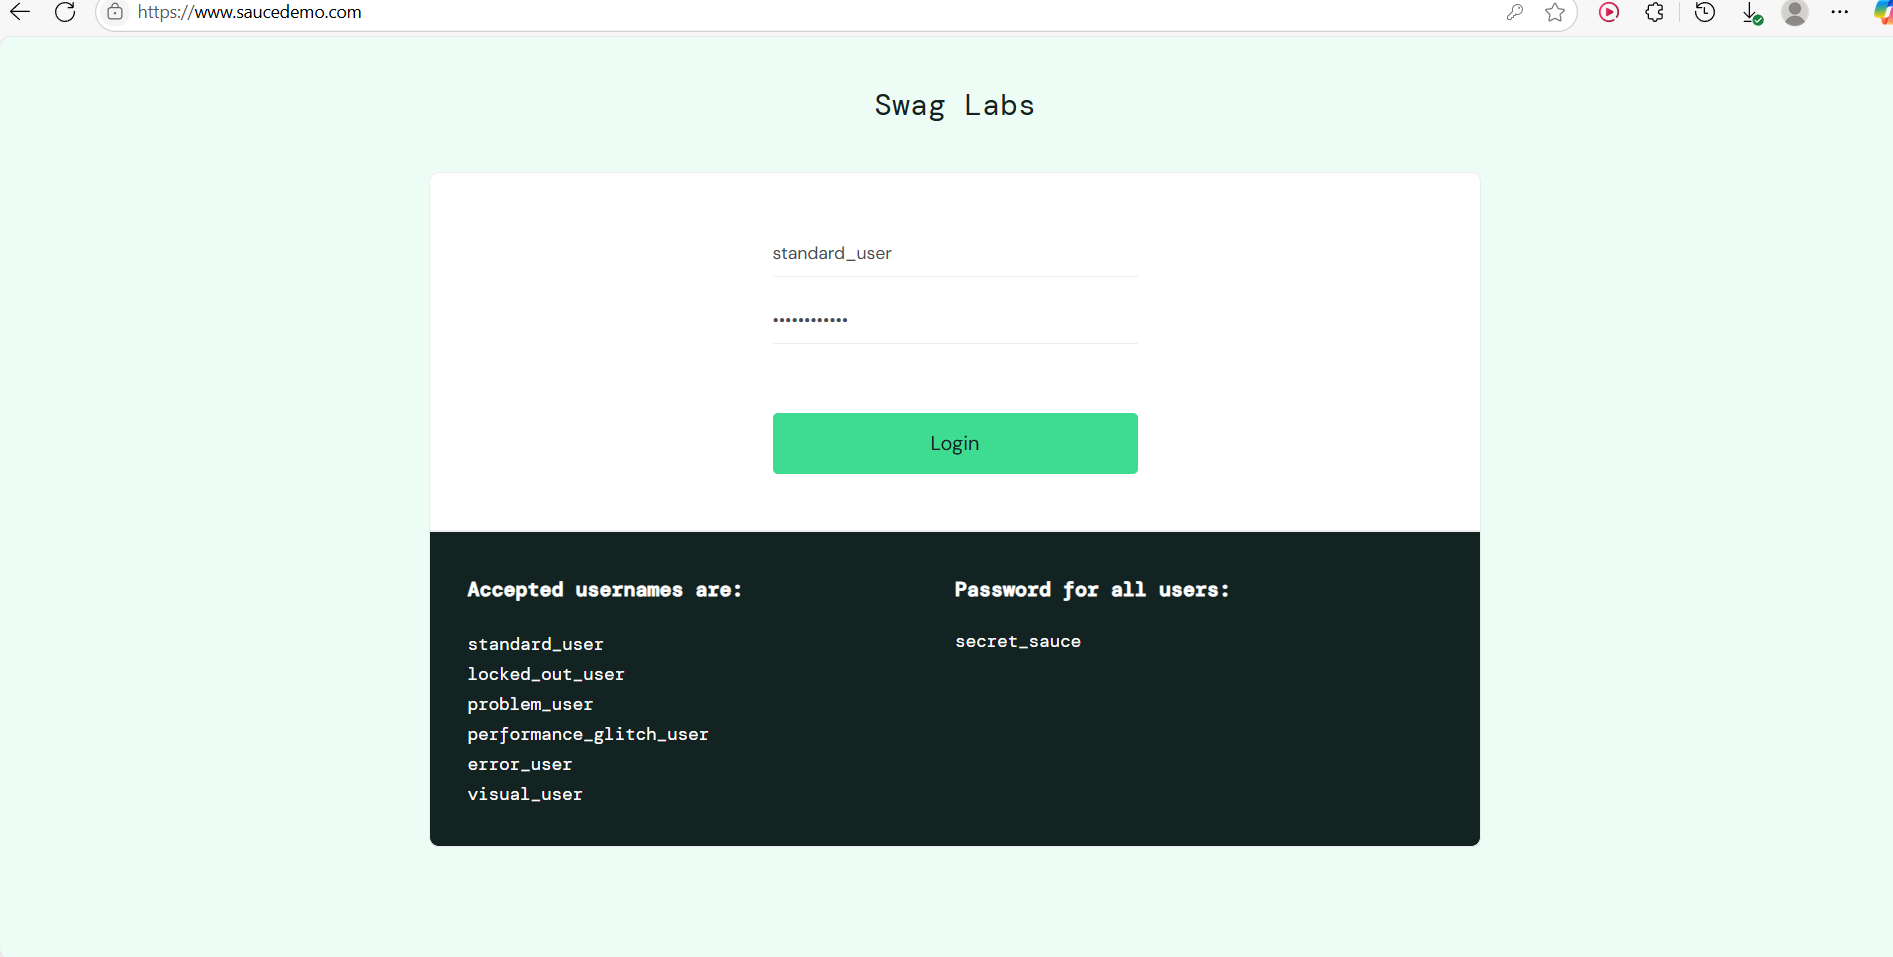 https://www.saucedemo.com
Swag Labs
standard_user
••••••••••••
Login
Accepted usernames are:
standard_user
locked_out_user
problem_user
performance_glitch_user
error_user
visual_user
Password for all users:
secret_sauce